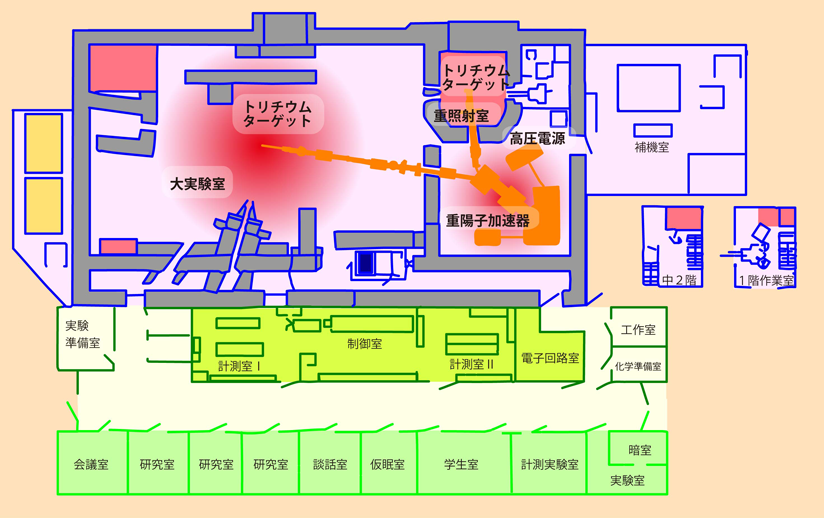 トリチウム
ターゲット
重照射室
高圧電源
トリチウム
ターゲット
大実験室
重陽子加速器
補機室
中2階
1階作業室
実験
準備室
計測室Ⅰ
制御室
計測室Ⅱ
電子回路室
工作室
化学準備室
会議室
研究室
研究室
研究室
談話室
仮眠室
学生室
計測実験室
暗室
実験室